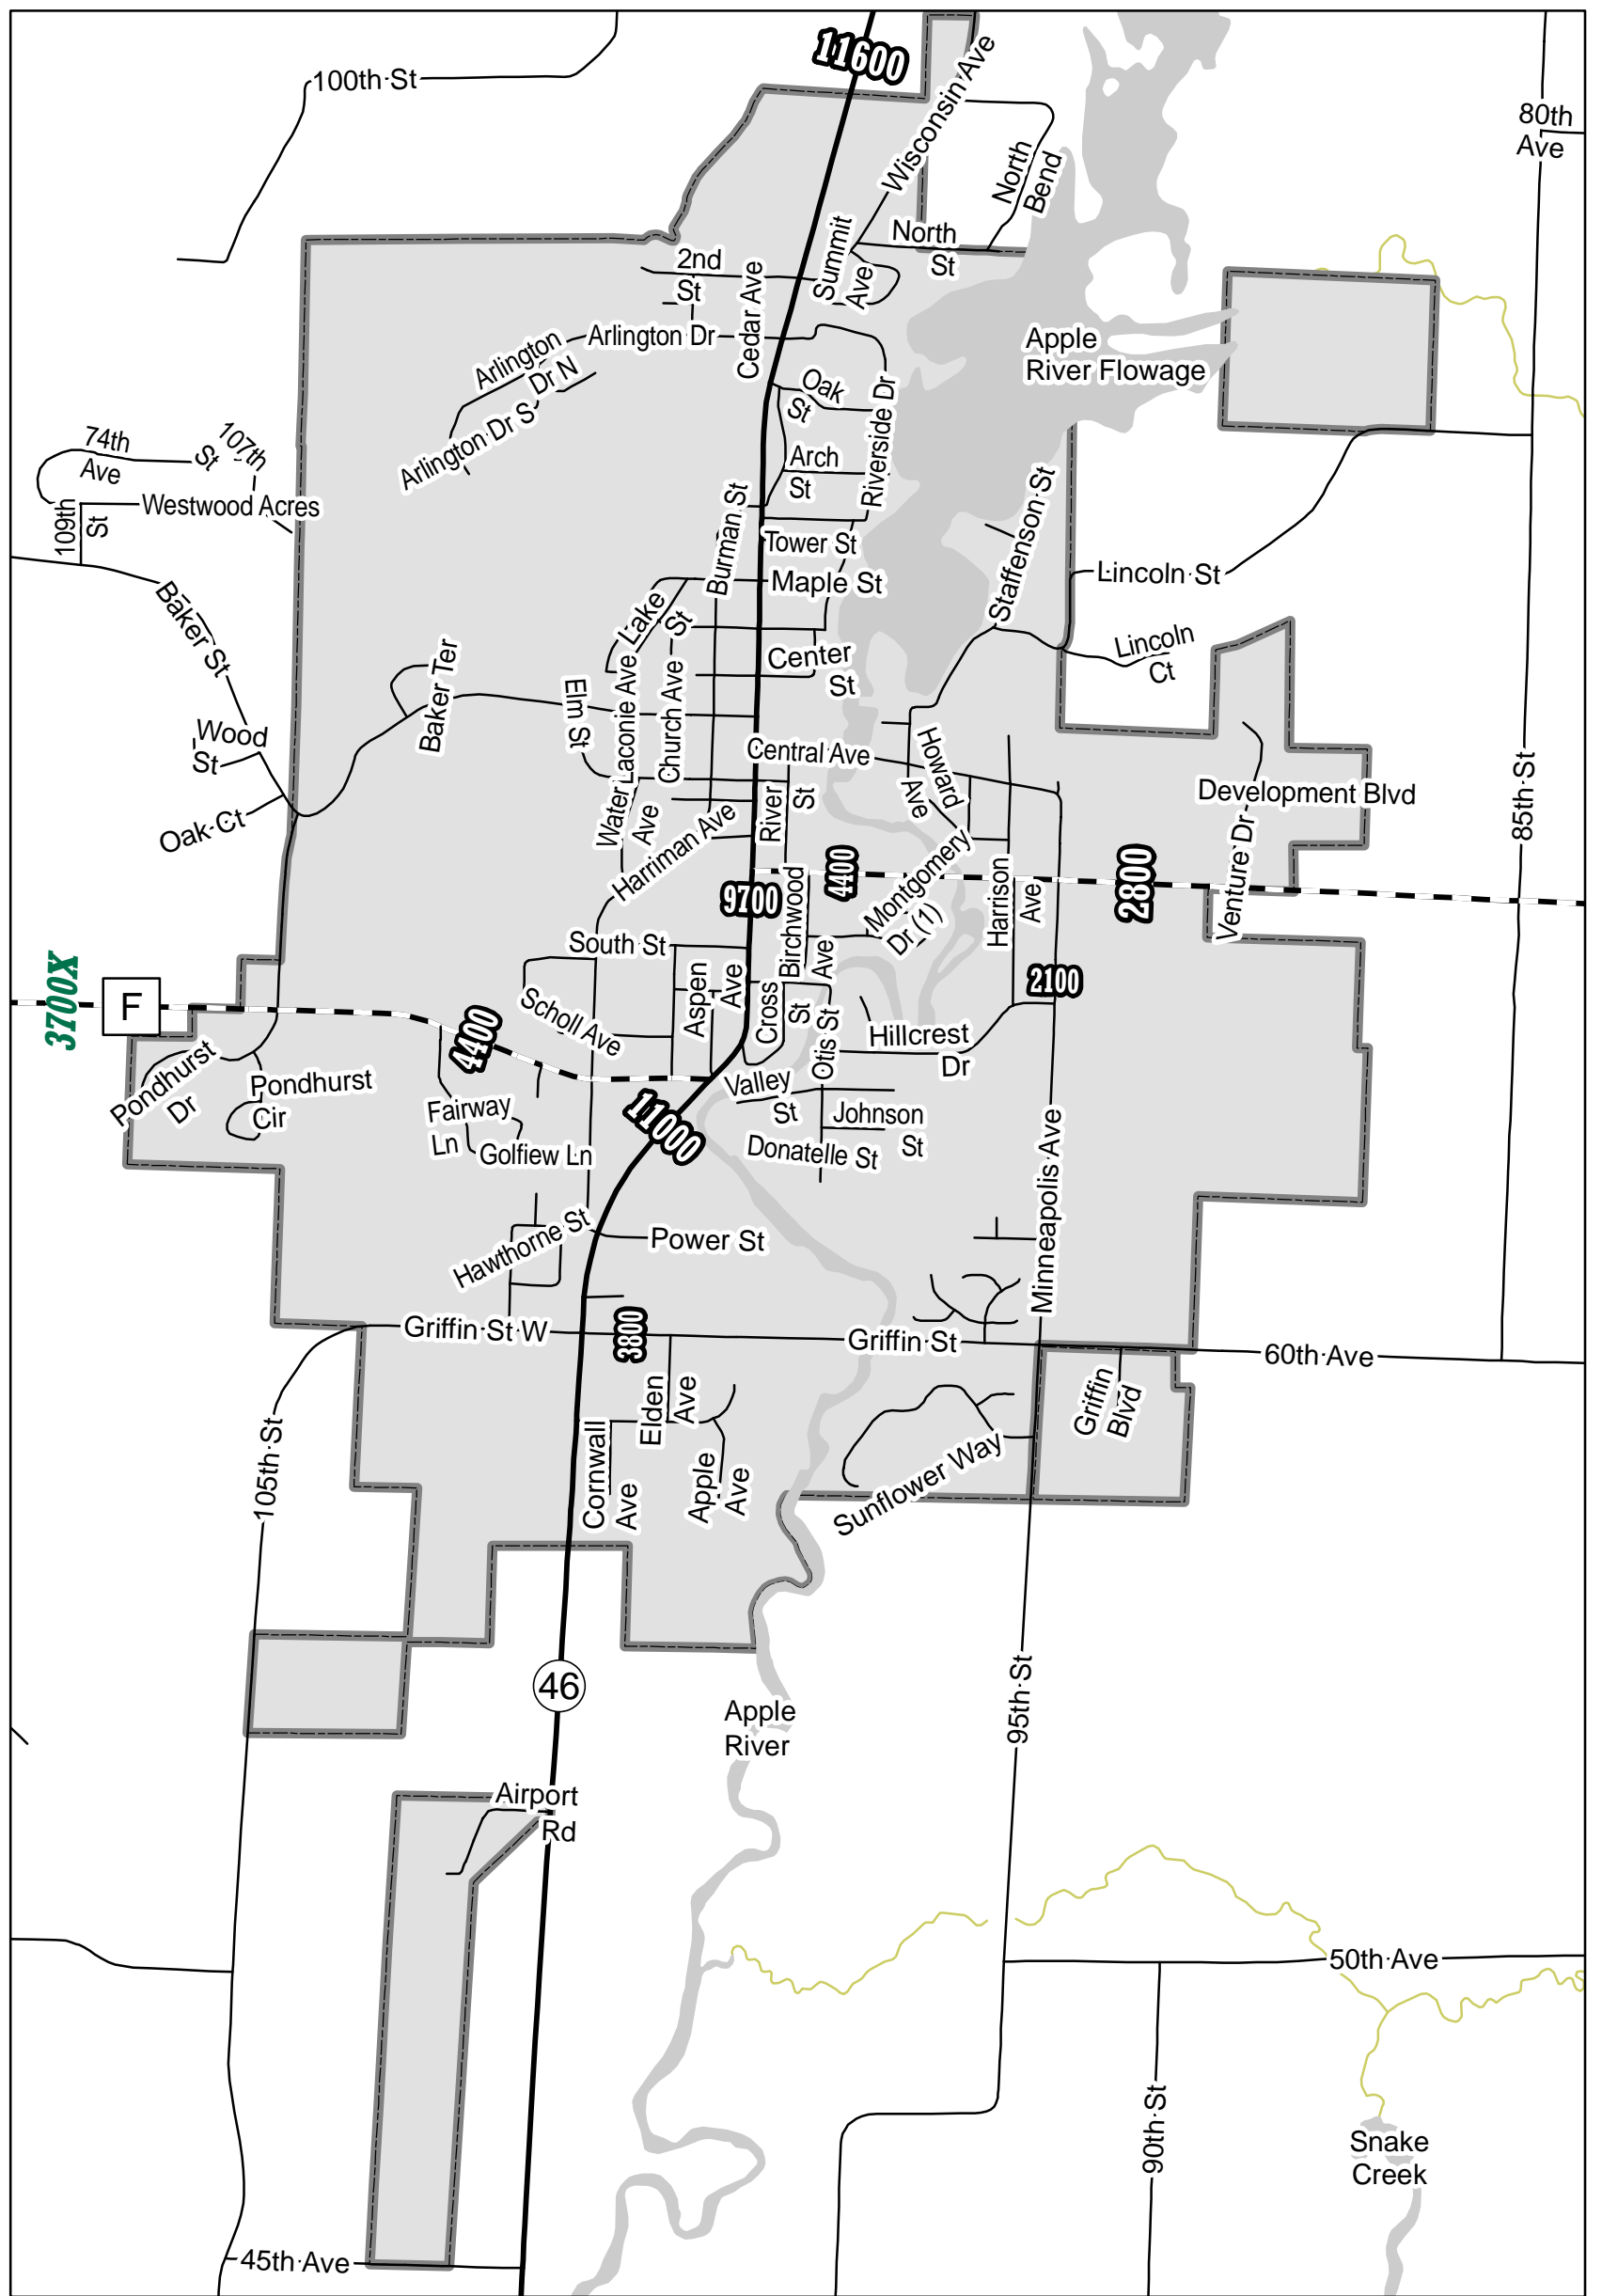 11600
100th St
Wisconsin Ave
80th
Ave
North
Bend
North
St
Summit
Ave
2nd
St
Cedar Ave
Arlington Dr
Arlington
Dr N
Arlington Dr S
Apple
River Flowage
Oak
St
Riverside Dr
74th
Ave
107th
St
Westwood Acres
109th
St
Arch
St
Staffenson St
Burman St
Tower St
Maple St
Lincoln St
Baker St
Lake
St
Lincoln
Ct
Center
St
Baker Ter
Elm St
Laconie Ave
Church Ave
Wood
St
Central Ave
Howard
Ave
Development Blvd
85th St
Water
Ave
River
St
Oak Ct
Harriman Ave
Venture Dr
4400
2800
Montgomery
Dr (1)
Harrison
Ave
9700
Birchwood
Ave
South St
2100
3700X
F
Scholl Ave
Aspen
Ave
Cross
St
Otis St
Hillcrest
Dr
4400
Pondhurst
Dr
Pondhurst
Cir
Valley
St
Fairway
Ln
Golfiew Ln
11000
Johnson
St
Donatelle St
Minneapolis Ave
Hawthorne St
Power St
Griffin St W
3800
Griffin St
60th Ave
Elden
Ave
Griffin
Blvd
105th St
Cornwall
Ave
Apple
Ave
Sunflower Way
46
Apple
River
95th St
Airport
Rd
50th Ave
90th St
Snake
Creek
45th Ave